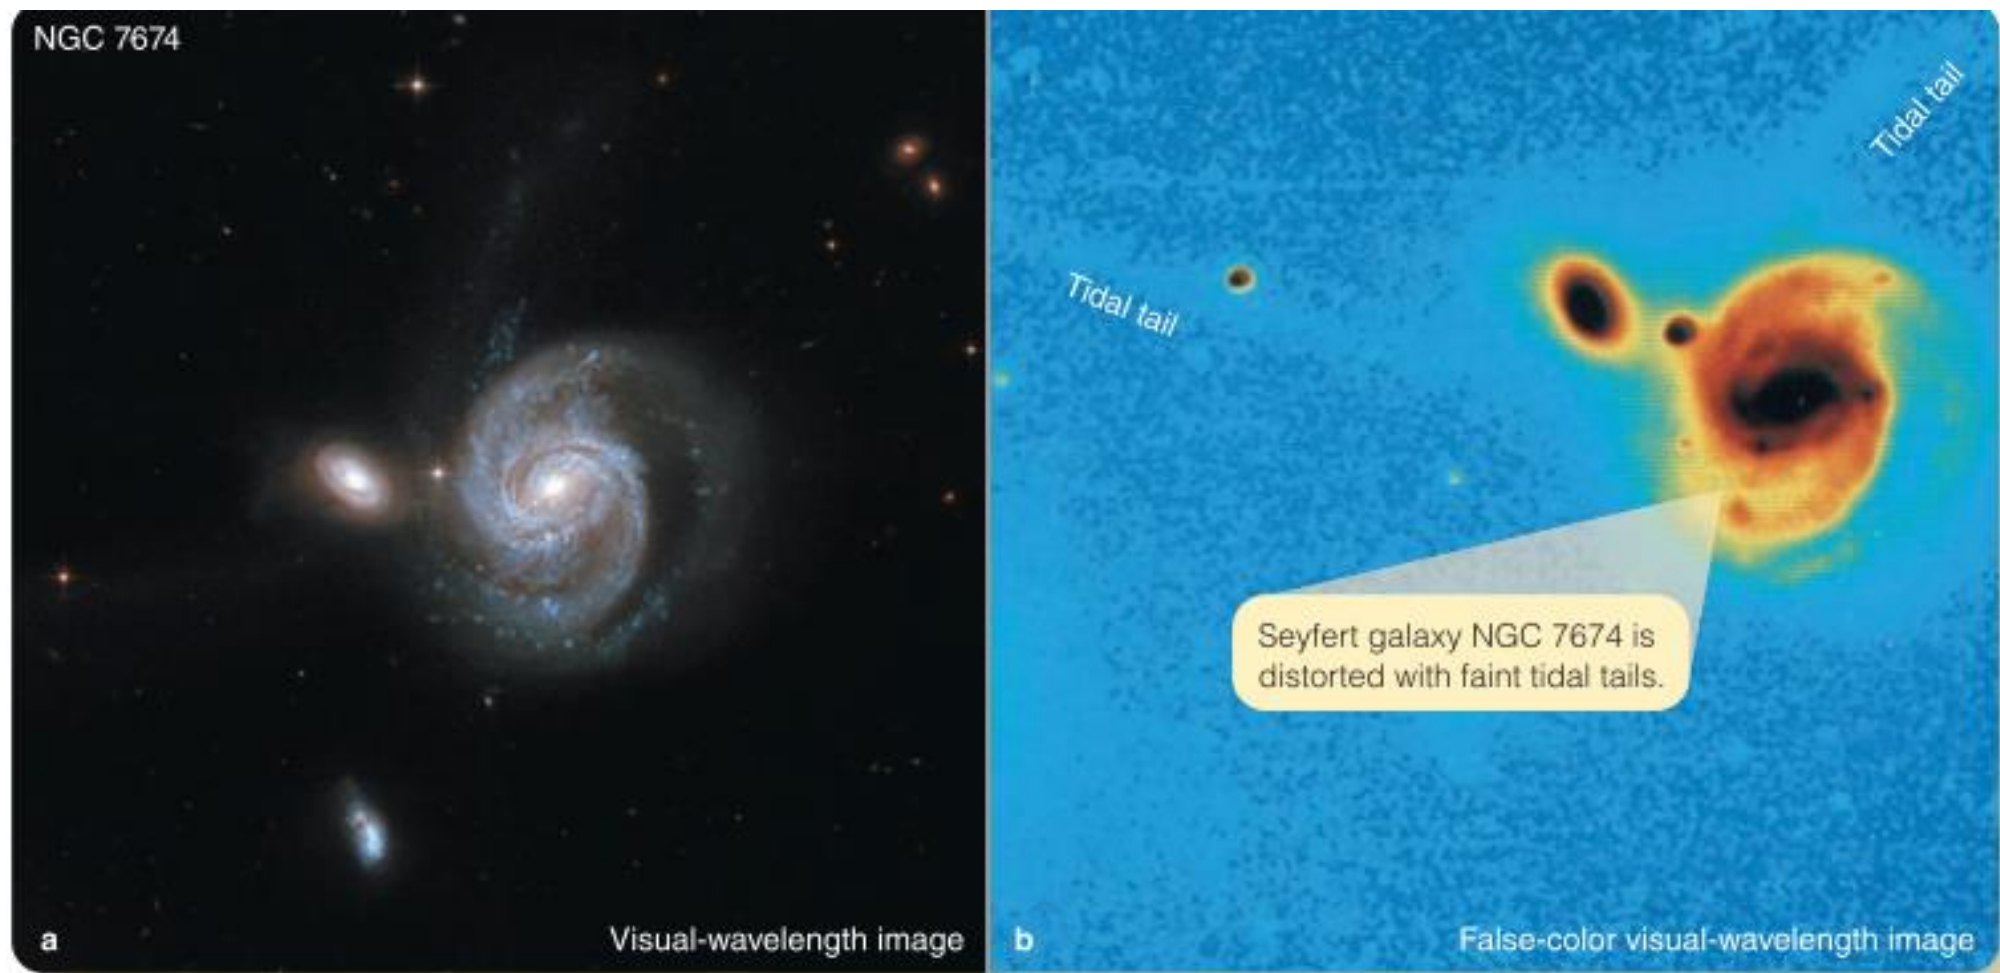 NGC 7674
a
Visual-wavelength image
Tidal tail
Tidal tail
Seyfert galaxy NGC 7674 is
distorted with faint tidal tails.
b
False-color visual-wavelength image